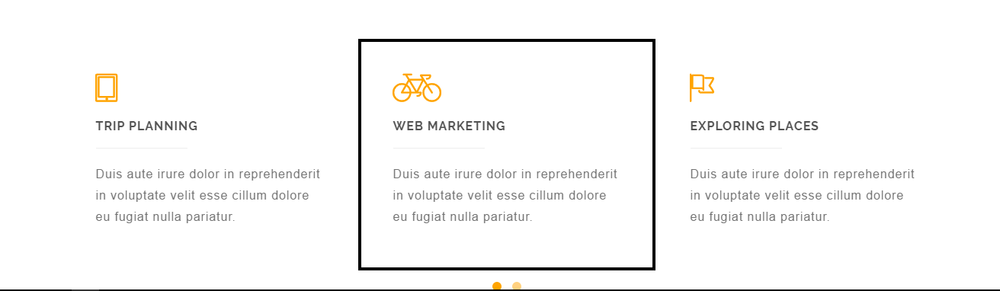 TRIP PLANNING
Duis aute irure dolor in reprehenderit
in voluptate velit esse cillum dolore
eu fugiat nulla pariatur.
WEB MARKETING
Duis aute irure dolor in reprehenderit
in voluptate velit esse cillum dolore
eu fugiat nulla pariatur.
EXPLORING PLACES
Duis aute irure dolor in reprehenderit
in voluptate velit esse cillum dolore
eu fugiat nulla pariatur.